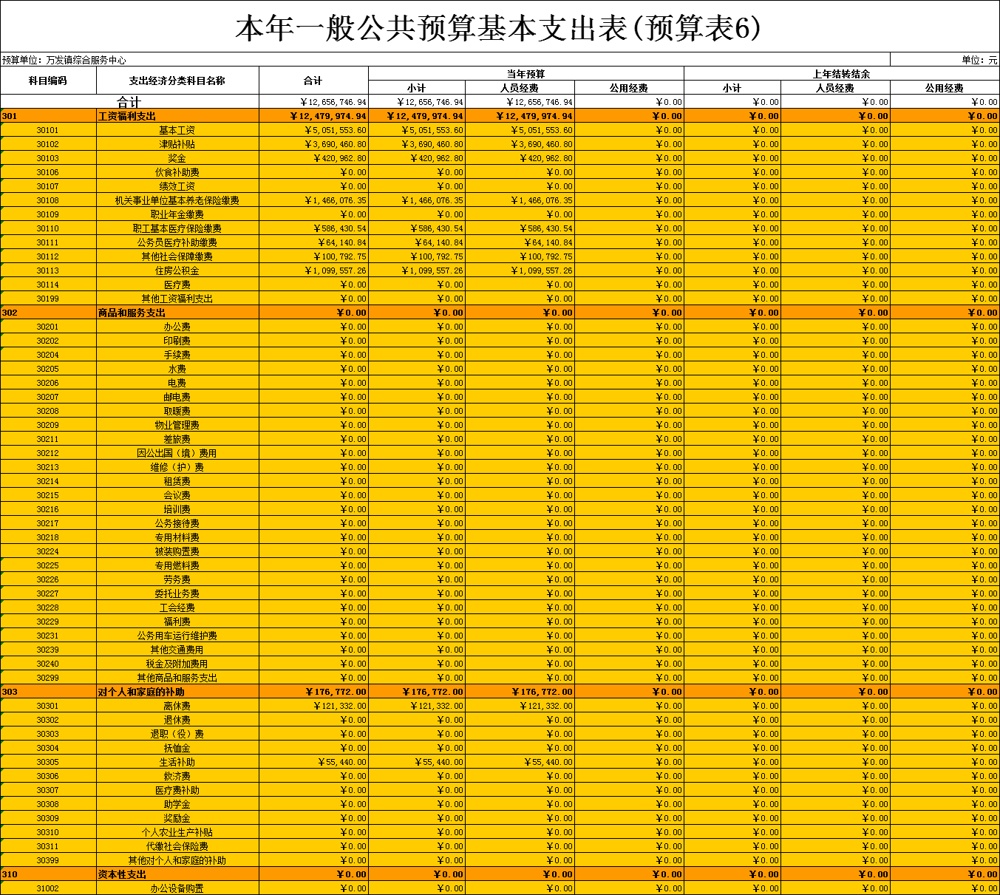 本年一般公共预算基本支出表(预算表6)
预算单位：万发镇综合服务中心 单位：元
科目编码 支出经济分类科目名称 合计 当年预算 上年结转结余
小计 人员经费 公用经费 小计 人员经费 公用经费
合计 ￥12,656,746.94 ￥12,656,746.94 ￥12,656,746.94 ￥0.00 ￥0.00 ￥0.00 ￥0.00
301 工资福利支出 ￥12,479,974.94 ￥12,479,974.94 ￥12,479,974.94 ￥0.00 ￥0.00 ￥0.00 ￥0.00
30101 基本工资 ￥5,051,553.60 ￥5,051,553.60 ￥5,051,553.60 ￥0.00 ￥0.00 ￥0.00 ￥0.00
30102 津贴补贴 ￥3,690,460.80 ￥3,690,460.80 ￥3,690,460.80 ￥0.00 ￥0.00 ￥0.00 ￥0.00
30103 奖金 ￥420,962.80 ￥420,962.80 ￥420,962.80 ￥0.00 ￥0.00 ￥0.00 ￥0.00
30106 伙食补助费 ￥0.00 ￥0.00 ￥0.00 ￥0.00 ￥0.00 ￥0.00 ￥0.00
30107 绩效工资 ￥0.00 ￥0.00 ￥0.00 ￥0.00 ￥0.00 ￥0.00 ￥0.00
30108 机关事业单位基本养老保险缴费 ￥1,466,076.35 ￥1,466,076.35 ￥1,466,076.35 ￥0.00 ￥0.00 ￥0.00 ￥0.00
30109 职业年金缴费 ￥0.00 ￥0.00 ￥0.00 ￥0.00 ￥0.00 ￥0.00 ￥0.00
30110 职工基本医疗保险缴费 ￥586,430.54 ￥586,430.54 ￥586,430.54 ￥0.00 ￥0.00 ￥0.00 ￥0.00
30111 公务员医疗补助缴费 ￥64,140.84 ￥64,140.84 ￥64,140.84 ￥0.00 ￥0.00 ￥0.00 ￥0.00
30112 其他社会保障缴费 ￥100,792.75 ￥100,792.75 ￥100,792.75 ￥0.00 ￥0.00 ￥0.00 ￥0.00
30113 住房公积金 ￥1,099,557.26 ￥1,099,557.26 ￥1,099,557.26 ￥0.00 ￥0.00 ￥0.00 ￥0.00
30114 医疗费 ￥0.00 ￥0.00 ￥0.00 ￥0.00 ￥0.00 ￥0.00 ￥0.00
30199 其他工资福利支出 ￥0.00 ￥0.00 ￥0.00 ￥0.00 ￥0.00 ￥0.00 ￥0.00
302 商品和服务支出 ￥0.00 ￥0.00 ￥0.00 ￥0.00 ￥0.00 ￥0.00 ￥0.00
30201 办公费 ￥0.00 ￥0.00 ￥0.00 ￥0.00 ￥0.00 ￥0.00 ￥0.00
30202 印刷费 ￥0.00 ￥0.00 ￥0.00 ￥0.00 ￥0.00 ￥0.00 ￥0.00
30204 手续费 ￥0.00 ￥0.00 ￥0.00 ￥0.00 ￥0.00 ￥0.00 ￥0.00
30205 水费 ￥0.00 ￥0.00 ￥0.00 ￥0.00 ￥0.00 ￥0.00 ￥0.00
30206 电费 ￥0.00 ￥0.00 ￥0.00 ￥0.00 ￥0.00 ￥0.00 ￥0.00
30207 邮电费 ￥0.00 ￥0.00 ￥0.00 ￥0.00 ￥0.00 ￥0.00 ￥0.00
30208 取暖费 ￥0.00 ￥0.00 ￥0.00 ￥0.00 ￥0.00 ￥0.00 ￥0.00
30209 物业管理费 ￥0.00 ￥0.00 ￥0.00 ￥0.00 ￥0.00 ￥0.00 ￥0.00
30211 差旅费 ￥0.00 ￥0.00 ￥0.00 ￥0.00 ￥0.00 ￥0.00 ￥0.00
30212 因公出国（境）费用 ￥0.00 ￥0.00 ￥0.00 ￥0.00 ￥0.00 ￥0.00 ￥0.00
30213 维修（护）费 ￥0.00 ￥0.00 ￥0.00 ￥0.00 ￥0.00 ￥0.00 ￥0.00
30214 租赁费 ￥0.00 ￥0.00 ￥0.00 ￥0.00 ￥0.00 ￥0.00 ￥0.00
30215 会议费 ￥0.00 ￥0.00 ￥0.00 ￥0.00 ￥0.00 ￥0.00 ￥0.00
30216 培训费 ￥0.00 ￥0.00 ￥0.00 ￥0.00 ￥0.00 ￥0.00 ￥0.00
30217 公务接待费 ￥0.00 ￥0.00 ￥0.00 ￥0.00 ￥0.00 ￥0.00 ￥0.00
30218 专用材料费 ￥0.00 ￥0.00 ￥0.00 ￥0.00 ￥0.00 ￥0.00 ￥0.00
30224 被装购置费 ￥0.00 ￥0.00 ￥0.00 ￥0.00 ￥0.00 ￥0.00 ￥0.00
30225 专用燃料费 ￥0.00 ￥0.00 ￥0.00 ￥0.00 ￥0.00 ￥0.00 ￥0.00
30226 劳务费 ￥0.00 ￥0.00 ￥0.00 ￥0.00 ￥0.00 ￥0.00 ￥0.00
30227 委托业务费 ￥0.00 ￥0.00 ￥0.00 ￥0.00 ￥0.00 ￥0.00 ￥0.00
30228 工会经费 ￥0.00 ￥0.00 ￥0.00 ￥0.00 ￥0.00 ￥0.00 ￥0.00
30229 福利费 ￥0.00 ￥0.00 ￥0.00 ￥0.00 ￥0.00 ￥0.00 ￥0.00
30231 公务用车运行维护费 ￥0.00 ￥0.00 ￥0.00 ￥0.00 ￥0.00 ￥0.00 ￥0.00
30239 其他交通费用 ￥0.00 ￥0.00 ￥0.00 ￥0.00 ￥0.00 ￥0.00 ￥0.00
30240 税金及附加费用 ￥0.00 ￥0.00 ￥0.00 ￥0.00 ￥0.00 ￥0.00 ￥0.00
30299 其他商品和服务支出 ￥0.00 ￥0.00 ￥0.00 ￥0.00 ￥0.00 ￥0.00 ￥0.00
303 对个人和家庭的补助 ￥176,772.00 ￥176,772.00 ￥176,772.00 ￥0.00 ￥0.00 ￥0.00 ￥0.00
30301 离休费 ￥121,332.00 ￥121,332.00 ￥121,332.00 ￥0.00 ￥0.00 ￥0.00 ￥0.00
30302 退休费 ￥0.00 ￥0.00 ￥0.00 ￥0.00 ￥0.00 ￥0.00 ￥0.00
30303 退职（役）费 ￥0.00 ￥0.00 ￥0.00 ￥0.00 ￥0.00 ￥0.00 ￥0.00
30304 抚恤金 ￥0.00 ￥0.00 ￥0.00 ￥0.00 ￥0.00 ￥0.00 ￥0.00
30305 生活补助 ￥55,440.00 ￥55,440.00 ￥55,440.00 ￥0.00 ￥0.00 ￥0.00 ￥0.00
30306 救济费 ￥0.00 ￥0.00 ￥0.00 ￥0.00 ￥0.00 ￥0.00 ￥0.00
30307 医疗费补助 ￥0.00 ￥0.00 ￥0.00 ￥0.00 ￥0.00 ￥0.00 ￥0.00
30308 助学金 ￥0.00 ￥0.00 ￥0.00 ￥0.00 ￥0.00 ￥0.00 ￥0.00
30309 奖励金 ￥0.00 ￥0.00 ￥0.00 ￥0.00 ￥0.00 ￥0.00 ￥0.00
30310 个人农业生产补贴 ￥0.00 ￥0.00 ￥0.00 ￥0.00 ￥0.00 ￥0.00 ￥0.00
30311 代缴社会保险费 ￥0.00 ￥0.00 ￥0.00 ￥0.00 ￥0.00 ￥0.00 ￥0.00
30399 其他对个人和家庭的补助 ￥0.00 ￥0.00 ￥0.00 ￥0.00 ￥0.00 ￥0.00 ￥0.00
310 资本性支出 ￥0.00 ￥0.00 ￥0.00 ￥0.00 ￥0.00 ￥0.00 ￥0.00
31002 办公设备购置 ￥0.00 ￥0.00 ￥0.00 ￥0.00 ￥0.00 ￥0.00 ￥0.00